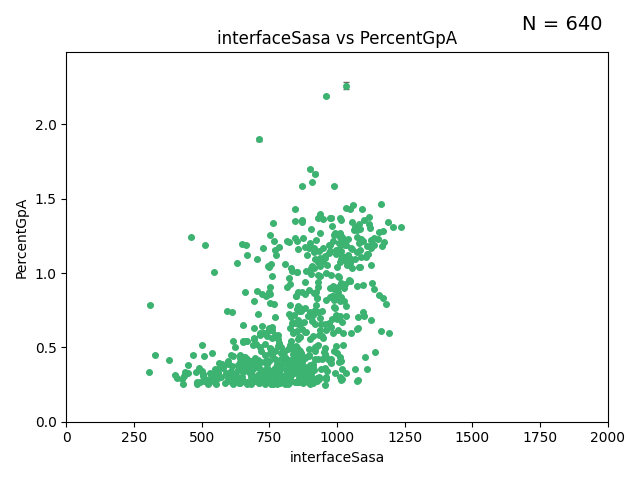 N = 640
interfaceSasa vs PercentGpA
PercentGpA
2.0
1.5
1.0
0.5
0.0
0 250 500 750 1000 1250 1500 1750 2000
interfaceSasa